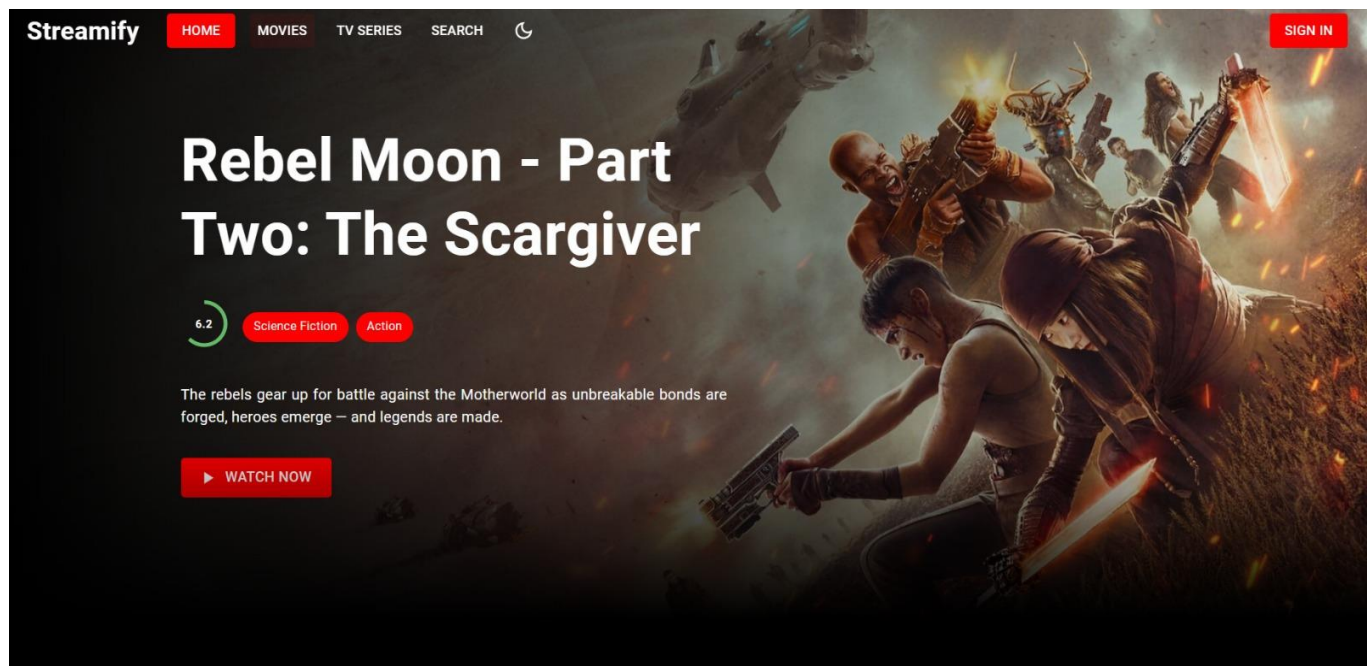 Streamify HOME MOVIES TV SERIES SEARCH SIGN IN
Rebel Moon - Part
Two: The Scargiver
6.2 Science Fiction Action
The rebels gear up for battle against the Motherworld as unbreakable bonds are
forged, heroes emerge — and legends are made.
WATCH NOW